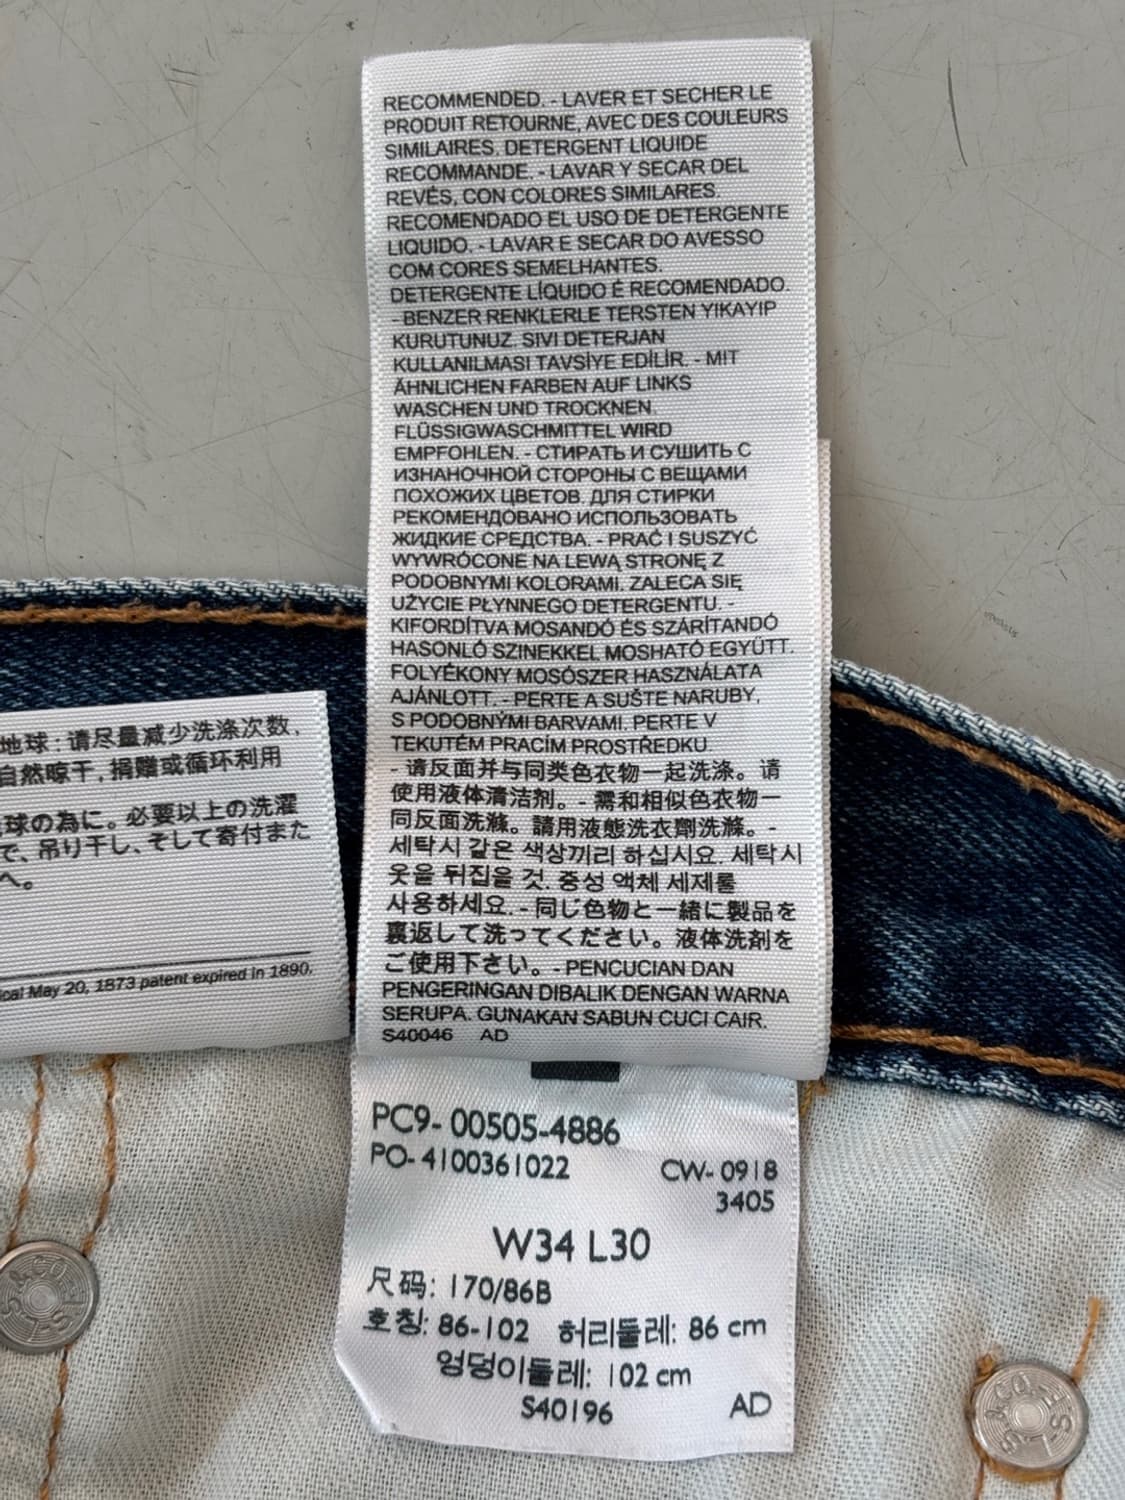 RECOMMENDED. - LAVER ET SECHER LE
PRODUIT RETOURNE, AVEC DES COULEURS
SIMILAIRES. DETERGENT LIQUIDE
RECOMMANDE. - LAVAR Y SECAR DEL
REVÉS, CON COLORES SIMILARES.
RECOMENDADO EL USO DE DETERGENTE
LIQUIDO. - LAVAR E SECAR DO AVESSO
COM CORES SEMELHANTES.
DETERGENTE LÍQUIDO É RECOMENDADO.
- BENZER RENKLERLE TERSTEN YIKAYIP
KURUTUNUZ. SIVI DETERJAN
KULLANILMASI TAVSİYE EDİLİR. - MIT
ÄHNLICHEN FARBEN AUF LINKS
WASCHEN UND TROCKNEN.
FLÜSSIGWASCHMITTEL WIRD
EMPFOHLEN. - СТИРАТЬ И СУШИТЬ С
ИЗНАНОЧНОЙ СТОРОНЫ С ВЕЩАМИ
ПОХОЖИХ ЦВЕТОВ. ДЛЯ СТИРКИ
РЕКОМЕНДОВАНО ИСПОЛЬЗОВАТЬ
ЖИДКИЕ СРЕДСТВА. - PRAĆ I SUSZYĆ
WYWRÓCONE NA LEWĄ STRONĘ Z
PODOBNYMI KOLORAMI. ZALECA SIĘ
UŻYCIE PŁYNNEGO DETERGENTU. -
KIFORDÍTVA MOSANDÓ ÉS SZÁRÍTANDÓ
HASONLÓ SZINEKKEL MOSHATÓ EGYÜTT.
FOLYÉKONY MOSÓSZER HASZNÁLATA
AJÁNLOTT. - PERTE A SUŠTE NARUBY,
S PODOBNÝMI BARVAMI. PERTE V
TEKUTÉM PRACÍM PROSTŘEDKU
- 请反面并与同类色衣物一起洗涤。请
使用液体清洁剂。- 需和相似色衣物一
同反面洗滌。請用液態洗衣劑洗滌。-
세탁시 같은 색상끼리 하십시요. 세탁시
옷을 뒤집을 것. 중성 액체 세제를
사용하세요. - 同じ色物と一緒に製品を
裏返して洗ってください。液体洗剤を
ご使用下さい。- PENCUCIAN DAN
PENGERINGAN DIBALIK DENGAN WARNA
SERUPA. GUNAKAN SABUN CUCI CAIR.
S40046 AD
地球：请尽量减少洗涤次数,
自然晾干, 捐赠或循环利用
球の為に。必要以上の洗濯
で、吊り干し、そして寄付また
へ。
ical May 20, 1873 patent expired in 1890.
PC9- 00505-4886
PO- 4100361022 CW- 0918
3405
W34 L30
尺码: 170/86B
호칭: 86-102 허리둘레: 86 cm
엉덩이둘레: 102 cm
S40196 AD